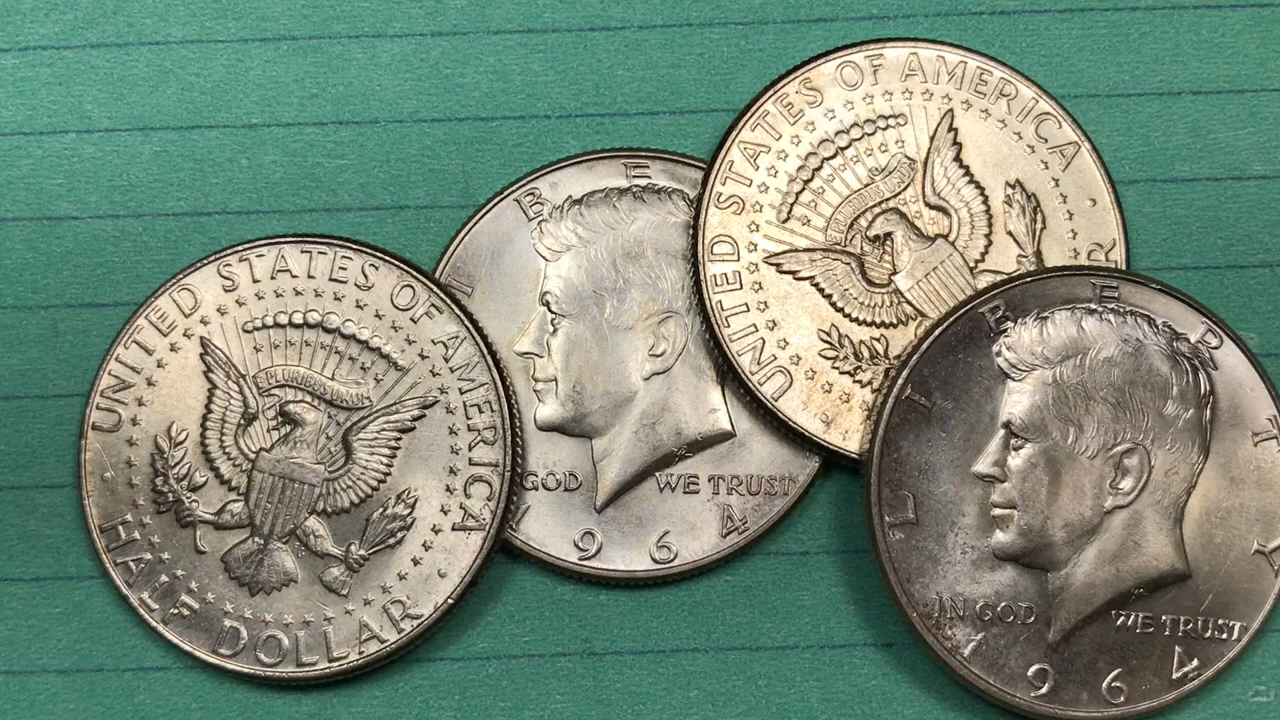 UNITED STATES OF AMERICA
E PLURIBUS UNUM
HALF DOLLAR
B E
GOD WE TRUST
1964
UNITED STATES OF AMERICA
E PLURIBUS UNUM
R
LIBERTY
IN GOD WE TRUST
1964